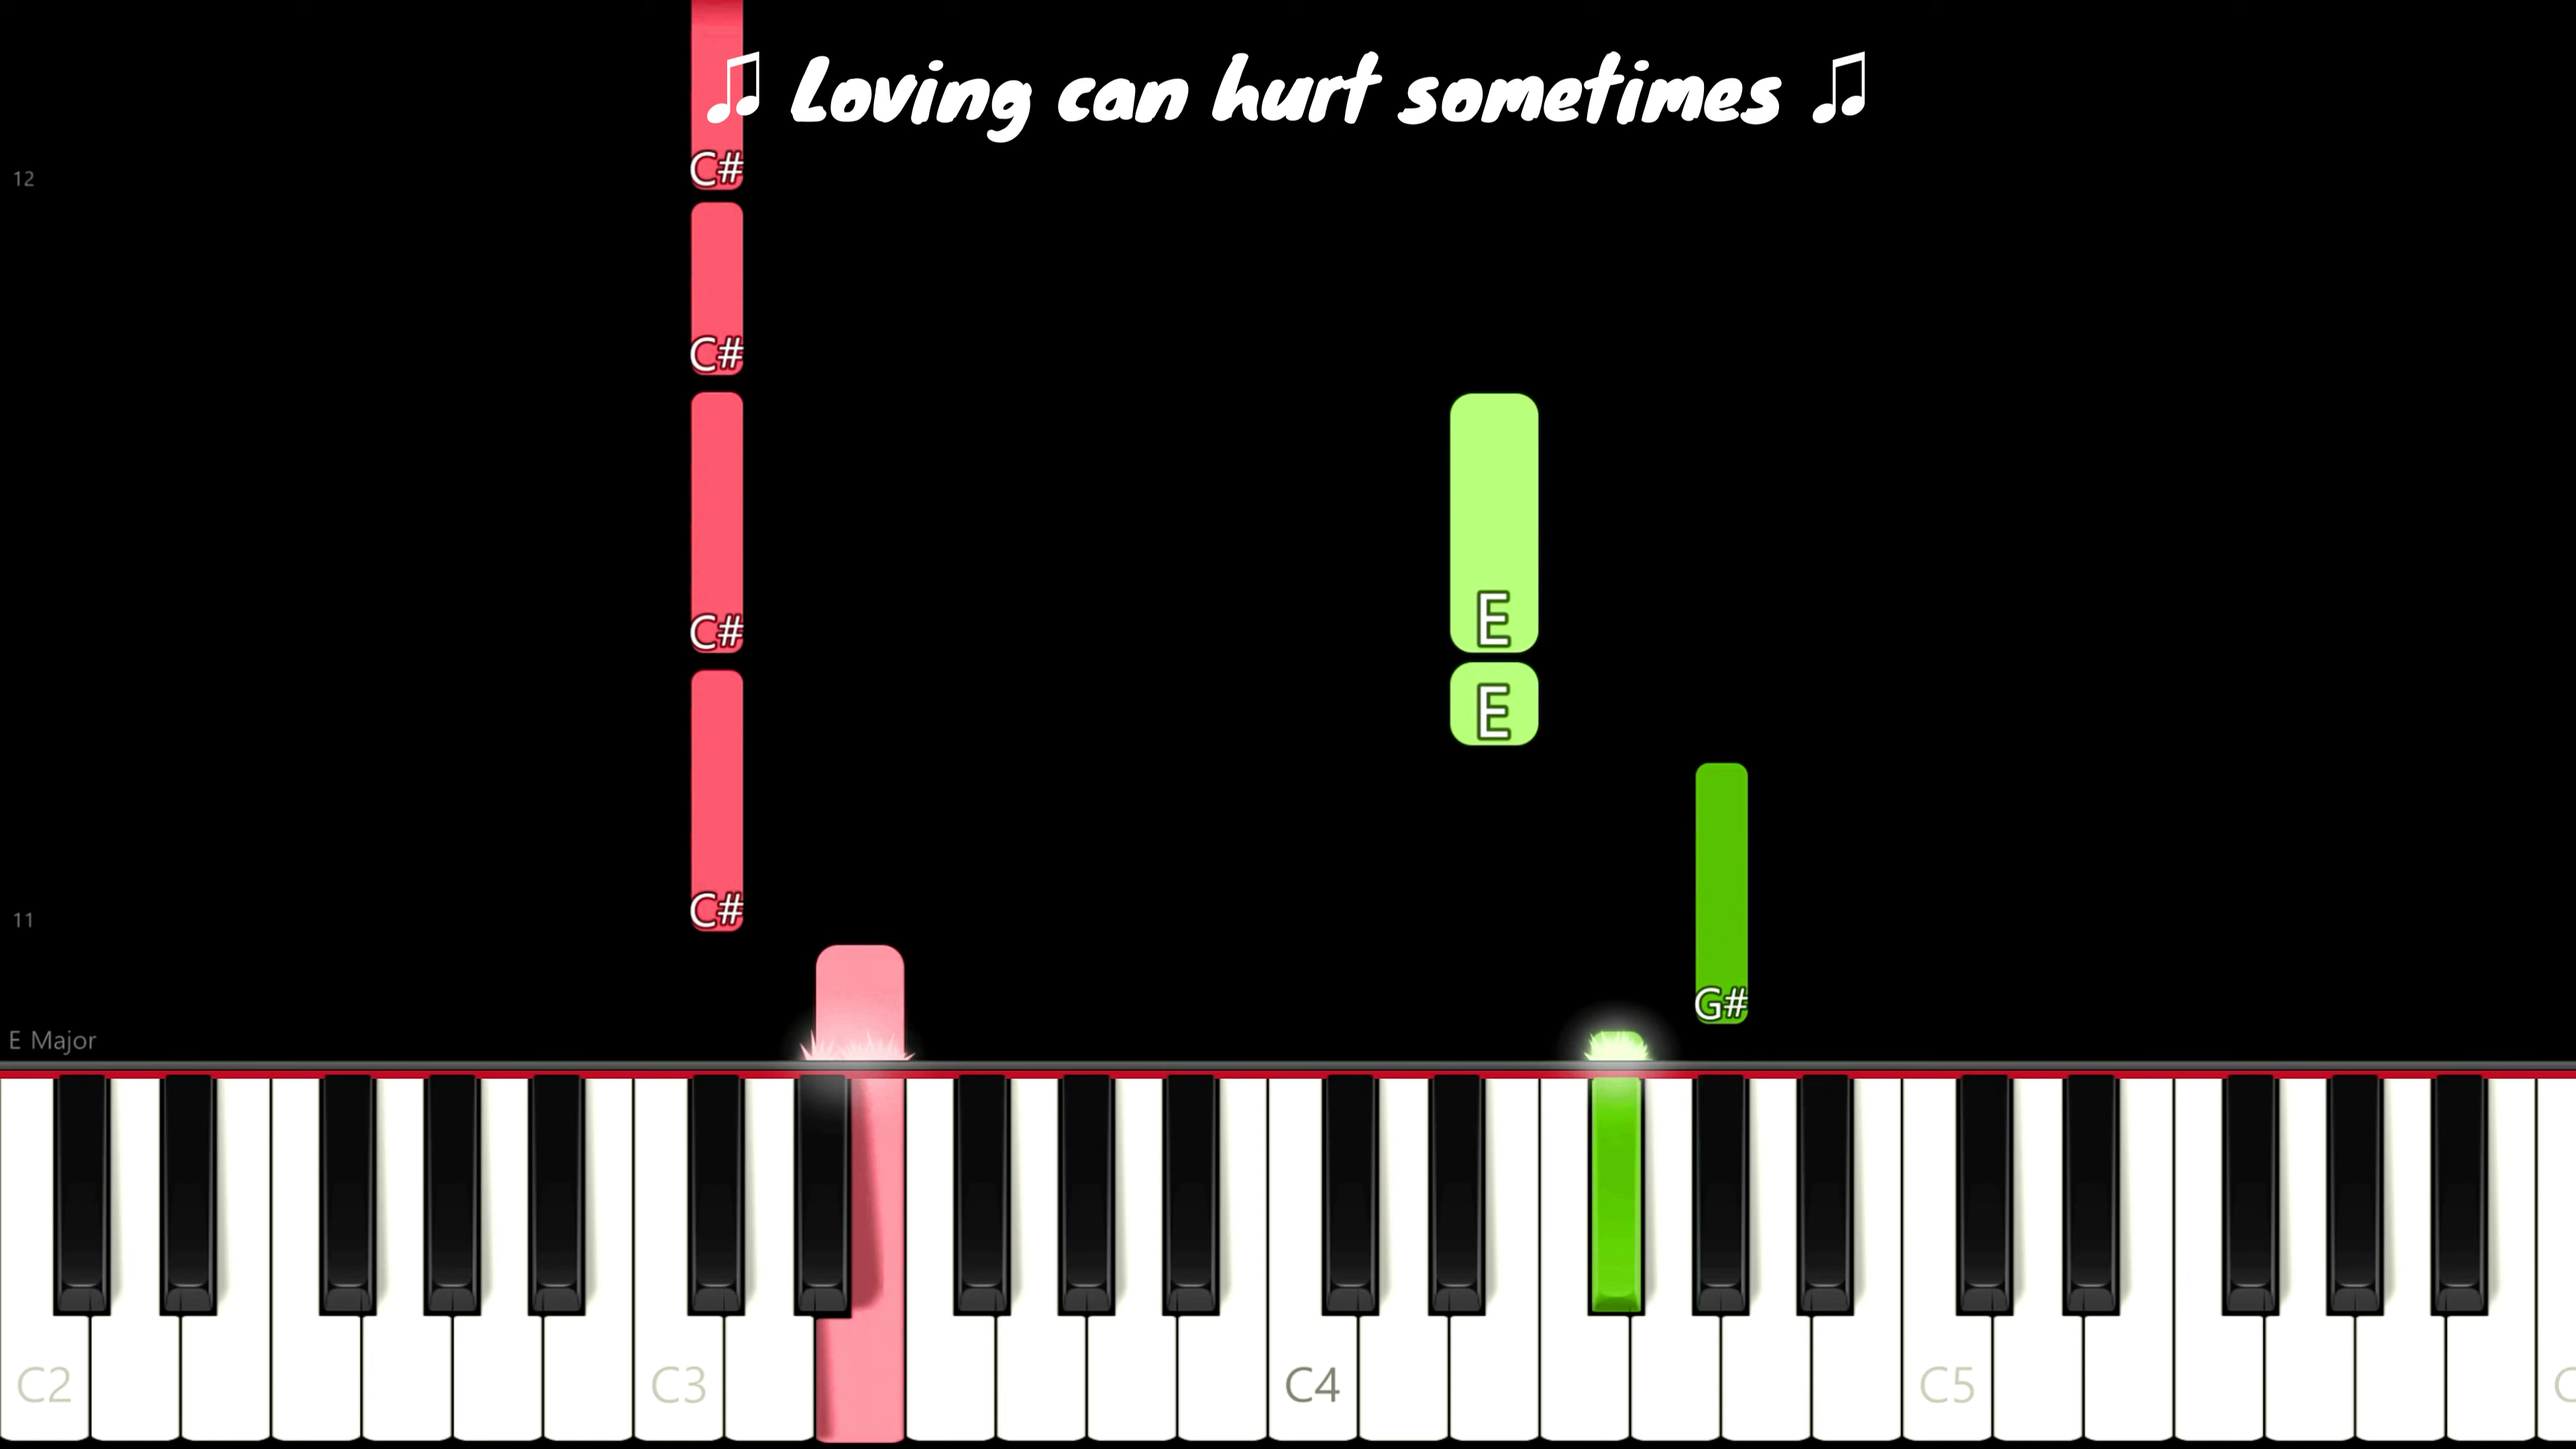 ♫ Loving can hurt sometimes ♫
C#
12
C#
E
C#
E
C#
11
G#
E Major
C2
C3
C4
C5
C